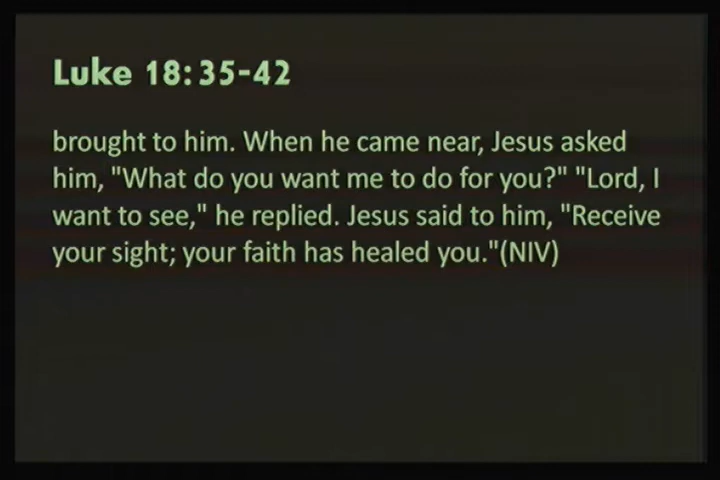 Luke 18:35-42
brought to him. When he came near, Jesus asked
him, "What do you want me to do for you?" "Lord, I
want to see," he replied. Jesus said to him, "Receive
your sight; your faith has healed you."(NIV)